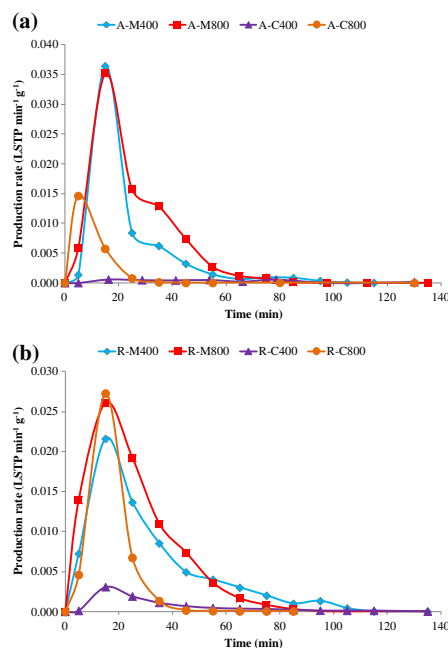 (a)
A-M400 A-M800 A-C400 A-C800
Production rate (LSTP min-1 g-1)
0.040
0.035
0.030
0.025
0.020
0.015
0.010
0.005
0.000
0 20 40 60 80 100 120 140
Time (min)
(b)
R-M400 R-M800 R-C400 R-C800
Production rate (LSTP min-1 g-1)
0.030
0.025
0.020
0.015
0.010
0.005
0.000
0 20 40 60 80 100 120 140
Time (min)